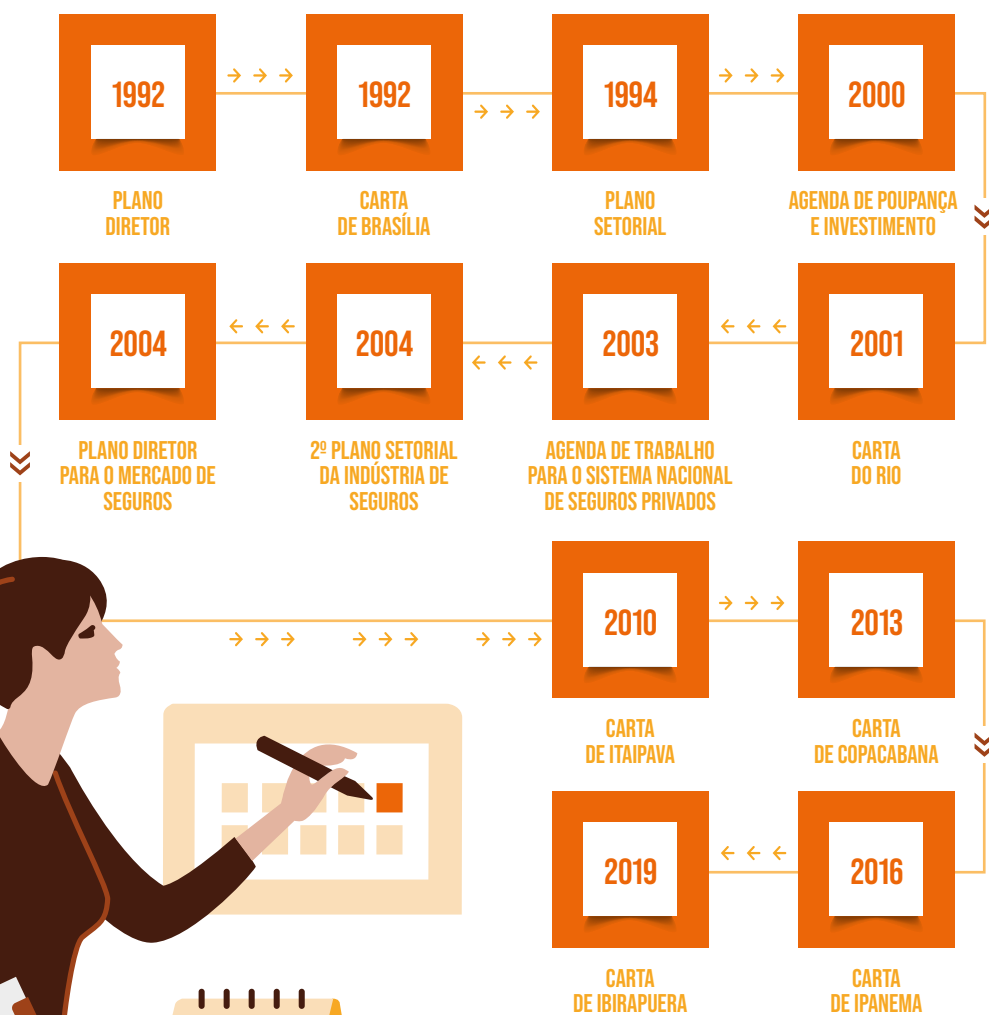 1992
PLANO
DIRETOR
1992
CARTA
DE BRASÍLIA
1994
PLANO
SETORIAL
2000
AGENDA DE POUPANÇA
E INVESTIMENTO
2001
CARTA
DO RIO
2003
AGENDA DE TRABALHO
PARA O SISTEMA NACIONAL
DE SEGUROS PRIVADOS
2004
2º PLANO SETORIAL
DA INDÚSTRIA DE
SEGUROS
2004
PLANO DIRETOR
PARA O MERCADO DE
SEGUROS
2010
CARTA
DE ITAIPAVA
2013
CARTA
DE COPACABANA
2016
CARTA
DE IPANEMA
2019
CARTA
DE IBIRAPUERA